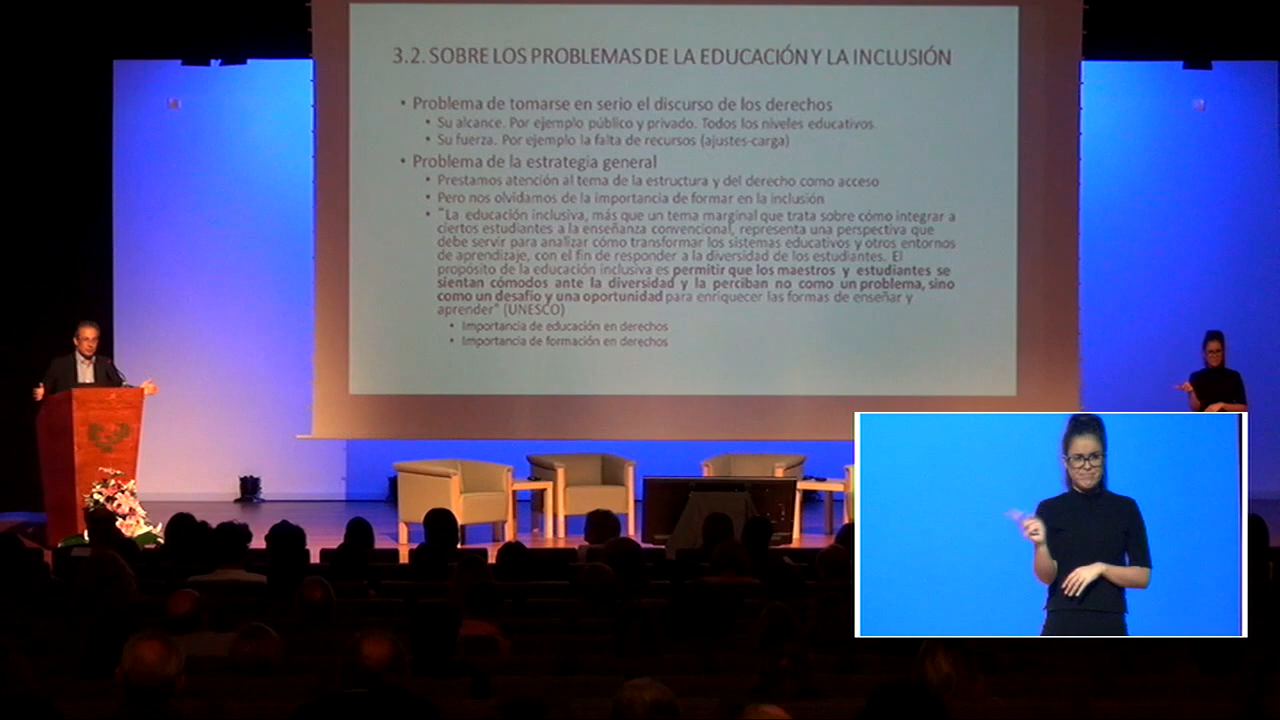 3.2. SOBRE LOS PROBLEMAS DE LA EDUCACIÓN Y LA INCLUSIÓN
• Problema de tomarse en serio el discurso de los derechos
• Su alcance. Por ejemplo público y privado. Todos los niveles educativos.
• Su fuerza. Por ejemplo la falta de recursos (ajustes-carga)
• Problema de la estrategia general
• Prestamos atención al tema de la estructura y del derecho como acceso
• Pero nos olvidamos de la importancia de formar en la inclusión
• "La educación inclusiva, más que un tema marginal que trata sobre cómo integrar a
ciertos estudiantes a la enseñanza convencional, representa una perspectiva que
debe servir para analizar cómo transformar los sistemas educativos y otros entornos
de aprendizaje, con el fin de responder a la diversidad de los estudiantes. El
propósito de la educación inclusiva es permitir que los maestros y estudiantes se
sientan cómodos ante la diversidad y la perciban no como un problema, sino
como un desafío y una oportunidad para enriquecer las formas de enseñar y
aprender" (UNESCO)
• Importancia de educación en derechos
• Importancia de formación en derechos